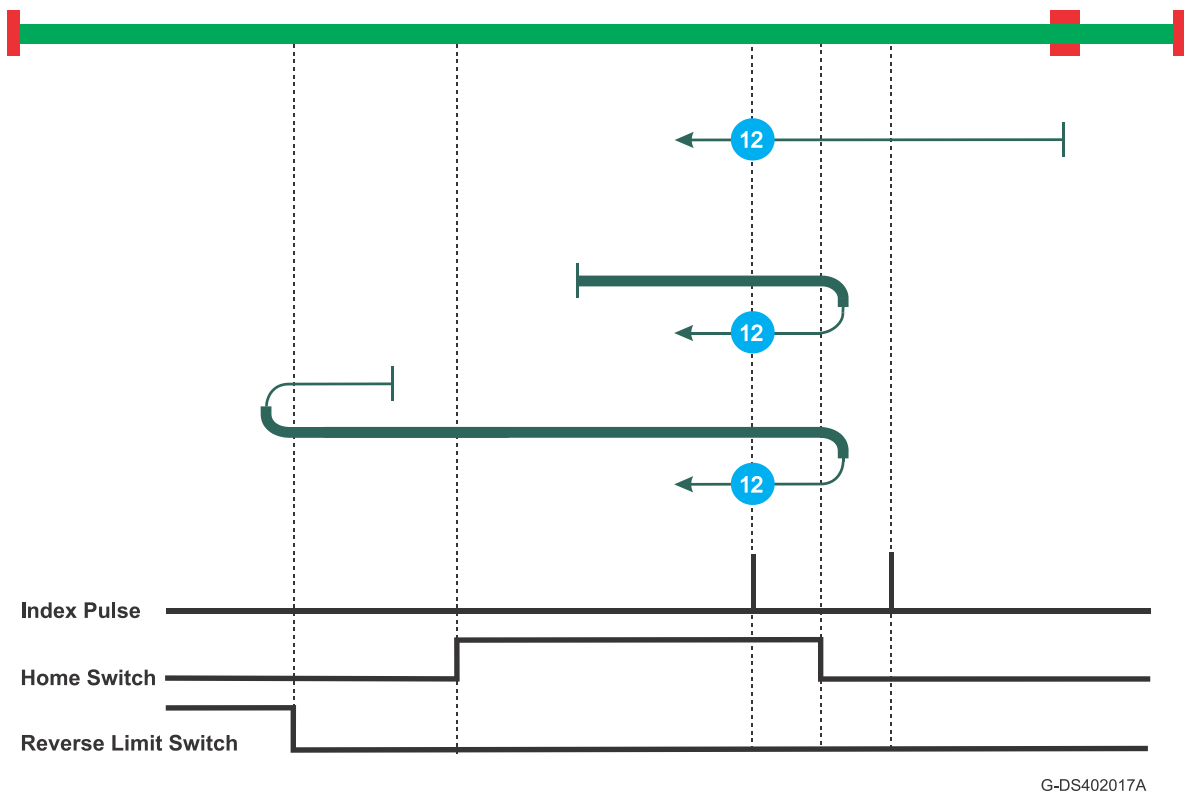 12
12
12
Index Pulse
Home Switch
Reverse Limit Switch
G-DS402017A